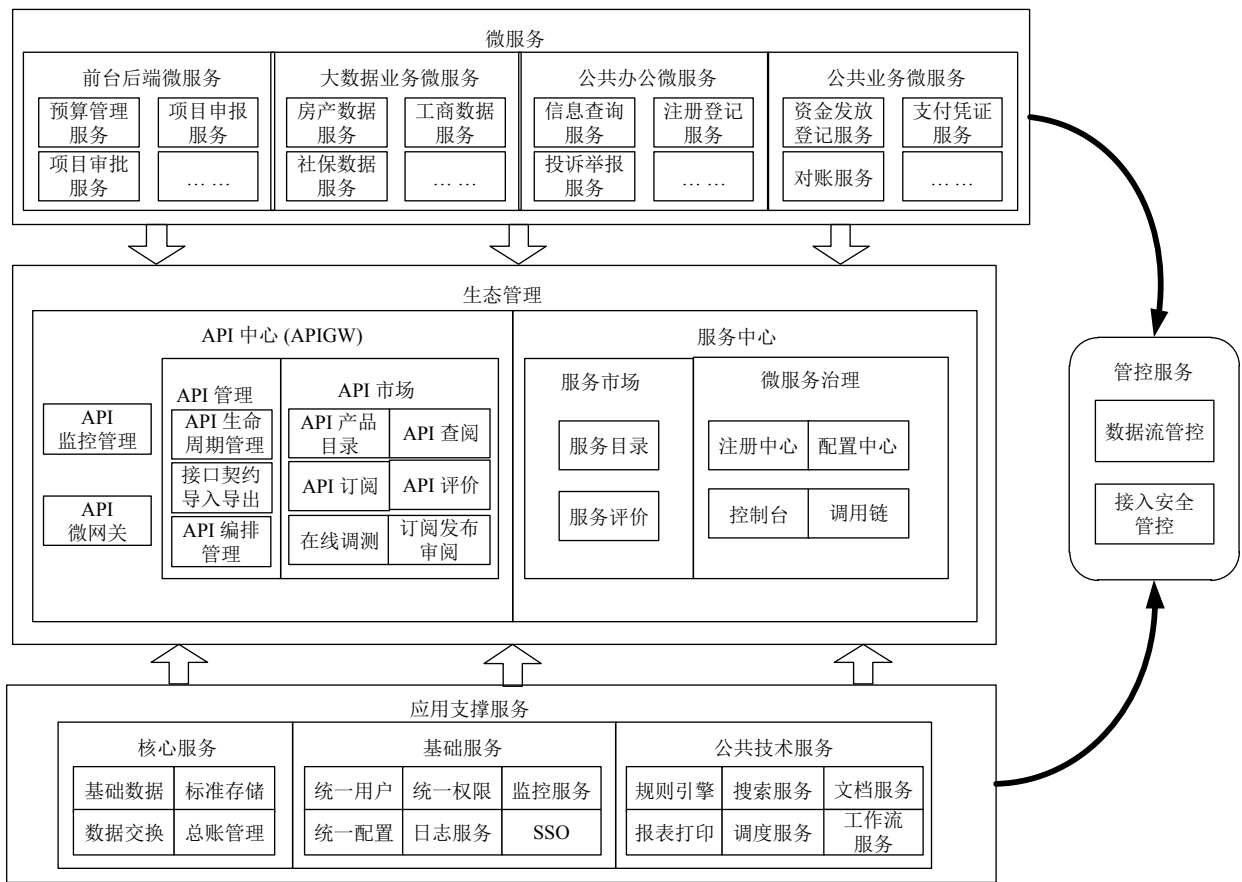 微服务
前台后端微服务
预算管理
服务
项目申报
服务
项目审批
服务
… …
大数据业务微服务
房产数据
服务
工商数据
服务
社保数据
服务
… …
公共办公微服务
信息查询
服务
注册登记
服务
投诉举报
服务
… …
公共业务微服务
资金发放
登记服务
支付凭证
服务
对账服务
… …
生态管理
API 中心 (APIGW)
API
监控管理
API
微网关
API 管理
API 生命
周期管理
接口契约
导入导出
API 编排
管理
API 市场
API 产品
目录
API 查阅
API 订阅
API 评价
在线调测
订阅发布
审阅
服务中心
服务市场
服务目录
服务评价
微服务治理
注册中心
配置中心
控制台
调用链
管控服务
数据流管控
接入安全
管控
应用支撑服务
核心服务
基础数据
标准存储
数据交换
总账管理
基础服务
统一用户
统一权限
监控服务
统一配置
日志服务
SSO
公共技术服务
规则引擎
搜索服务
文档服务
报表打印
调度服务
工作流
服务